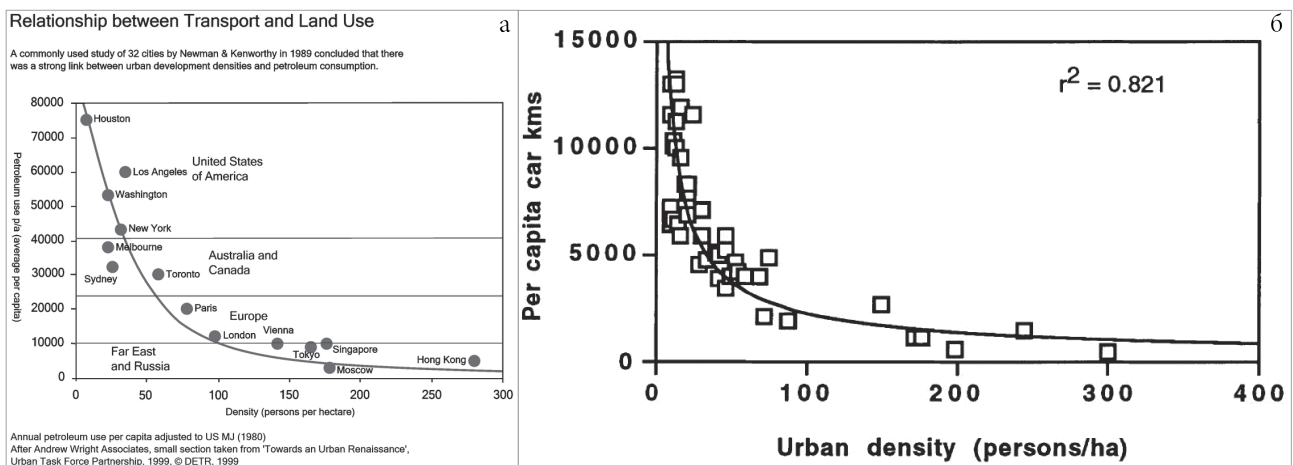 Relationship between Transport and Land Use
а
A commonly used study of 32 cities by Newman & Kenworthy in 1989 concluded that there
was a strong link between urban development densities and petroleum consumption.
Petroleum use p/a (average per capita)
80000
70000
60000
50000
40000
30000
20000
10000
0
Houston
Los Angeles
United States
of America
Washington
New York
Melbourne
Sydney
Toronto
Australia and
Canada
Paris
Europe
London
Vienna
Tokyo
Singapore
Moscow
Hong Kong
Far East
and Russia
0
50
100
150
200
250
300
Density (persons per hectare)
Annual petroleum use per capita adjusted to US MJ (1980)
After Andrew Wright Associates, small section taken from 'Towards an Urban Renaissance',
Urban Task Force Partnership, 1999, © DETR, 1999
б
r2 = 0.821
Per capita car kms
15000
10000
5000
0
0
100
200
300
400
Urban density (persons/ha)